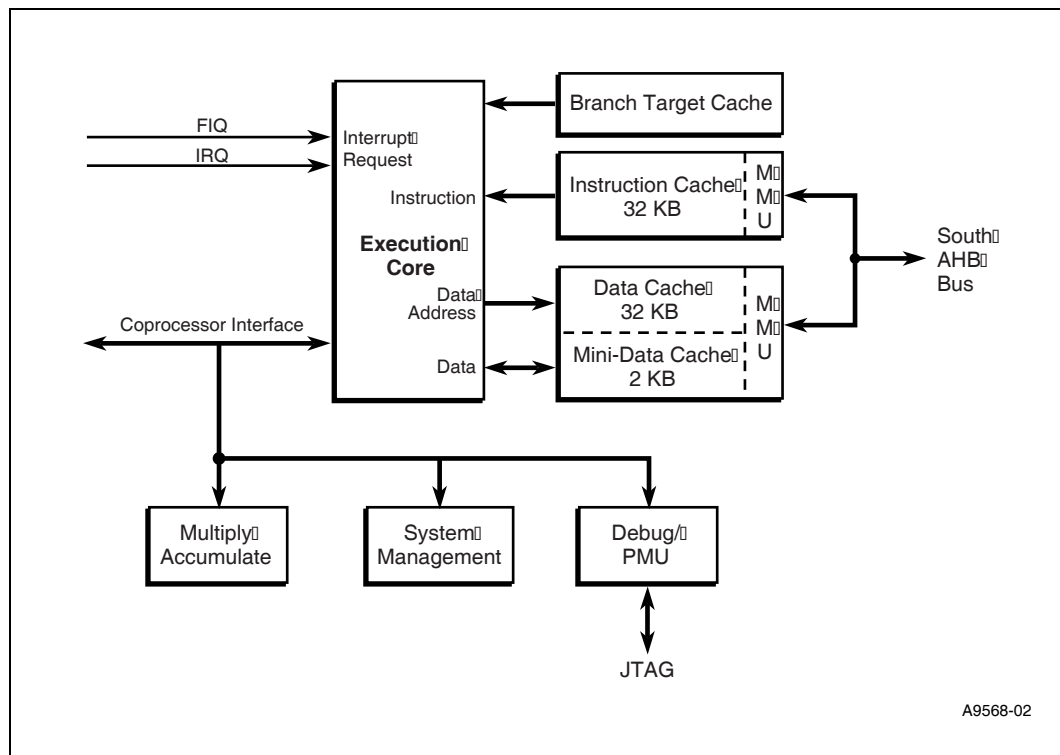 Branch Target Cache
FIQ
Interrupt▯
Request
IRQ
Instruction Cache▯
32 KB
M▯
M▯
U
Instruction
South▯
AHB▯
Bus
Execution▯
Core
Data▯
Address
Data Cache▯
32 KB
M▯
M▯
U
Coprocessor Interface
Data
Mini-Data Cache▯
2 KB
Multiply▯
Accumulate
System▯
Management
Debug/▯
PMU
JTAG
A9568-02